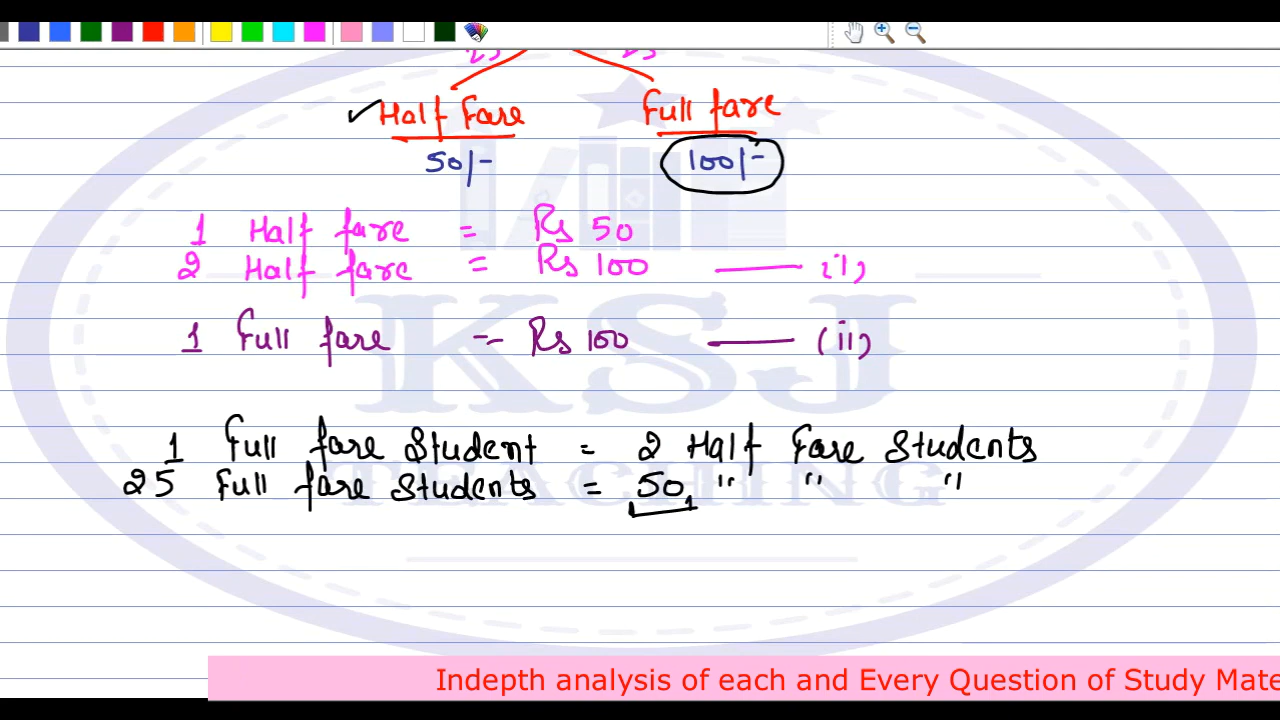 Half Fare Full fare
50/- 100/-
1 Half fare = Rs 50
2 Half fare = Rs 100 —— (i)
1 Full fare = Rs 100 —— (ii)
1 Full fare Student = 2 Half Fare Students
25 Full fare Students = 50 " " "
KSJ
TEACHING
Indepth analysis of each and Every Question of Study Mate